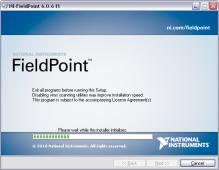 NI-FieldPoint 6.0.6 f1
ni.com/fieldpoint
NATIONAL INSTRUMENTS
FieldPoint™
Exit all programs before running this Setup.
Disabling virus scanning utilities may improve installation speed.
This program is subject to the accompanying License Agreement(s).
Please wait while the installer initializes.
© 2010 National Instruments. All rights reserved.
NATIONAL INSTRUMENTS
<< Back
Next >>
Cancel